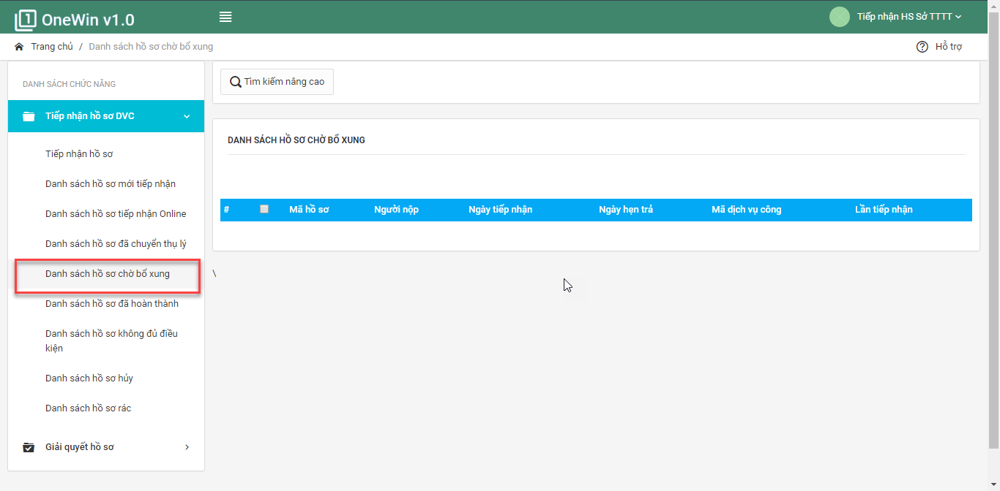 1 OneWin v1.0
Tiếp nhận HS Sở TTTT
Trang chủ / Danh sách hồ sơ chờ bổ xung
Hỗ trợ
DANH SÁCH CHỨC NĂNG
Tiếp nhận hồ sơ DVC
Tiếp nhận hồ sơ
Danh sách hồ sơ mới tiếp nhận
Danh sách hồ sơ tiếp nhận Online
Danh sách hồ sơ đã chuyển thụ lý
Danh sách hồ sơ chờ bổ xung
Danh sách hồ sơ đã hoàn thành
Danh sách hồ sơ không đủ điều
kiện
Danh sách hồ sơ hủy
Danh sách hồ sơ rác
Giải quyết hồ sơ
Tìm kiếm nâng cao
DANH SÁCH HỒ SƠ CHỜ BỔ XUNG
# Mã hồ sơ Người nộp Ngày tiếp nhận Ngày hẹn trả Mã dịch vụ công Lần tiếp nhận
\